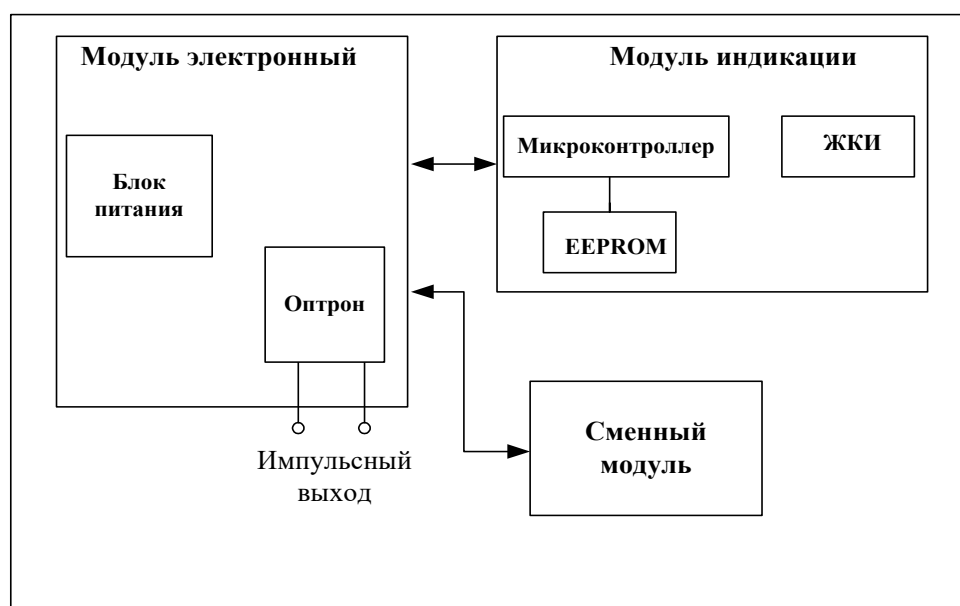 Модуль электронный
Блок
питания
Оптрон
Импульсный
выход
Модуль индикации
Микроконтроллер
ЖКИ
EEPROM
Сменный
модуль